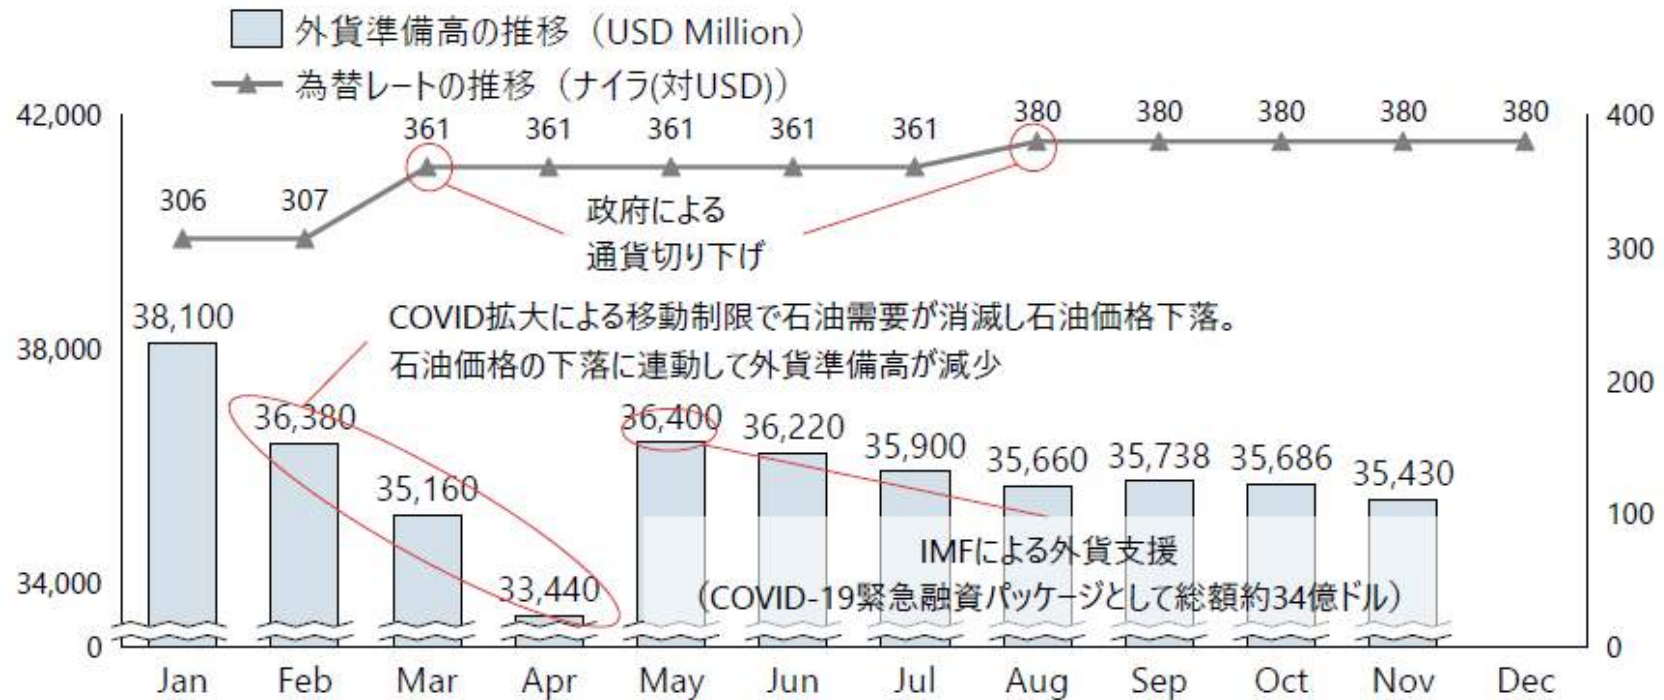 外貨準備高の推移（USD Million）
為替レートの推移（ナイラ(対USD)）
42,000
38,000
34,000
0
400
300
200
100
0
306
307
361
361
361
361
361
380
380
380
380
380
政府による
通貨切り下げ
COVID拡大による移動制限で石油需要が消滅し石油価格下落。
石油価格の下落に連動して外貨準備高が減少
38,100
36,380
35,160
33,440
36,400
36,220
35,900
35,660
35,738
35,686
35,430
IMFによる外貨支援
（COVID-19緊急融資パッケージとして総額約34億ドル）
Jan
Feb
Mar
Apr
May
Jun
Jul
Aug
Sep
Oct
Nov
Dec